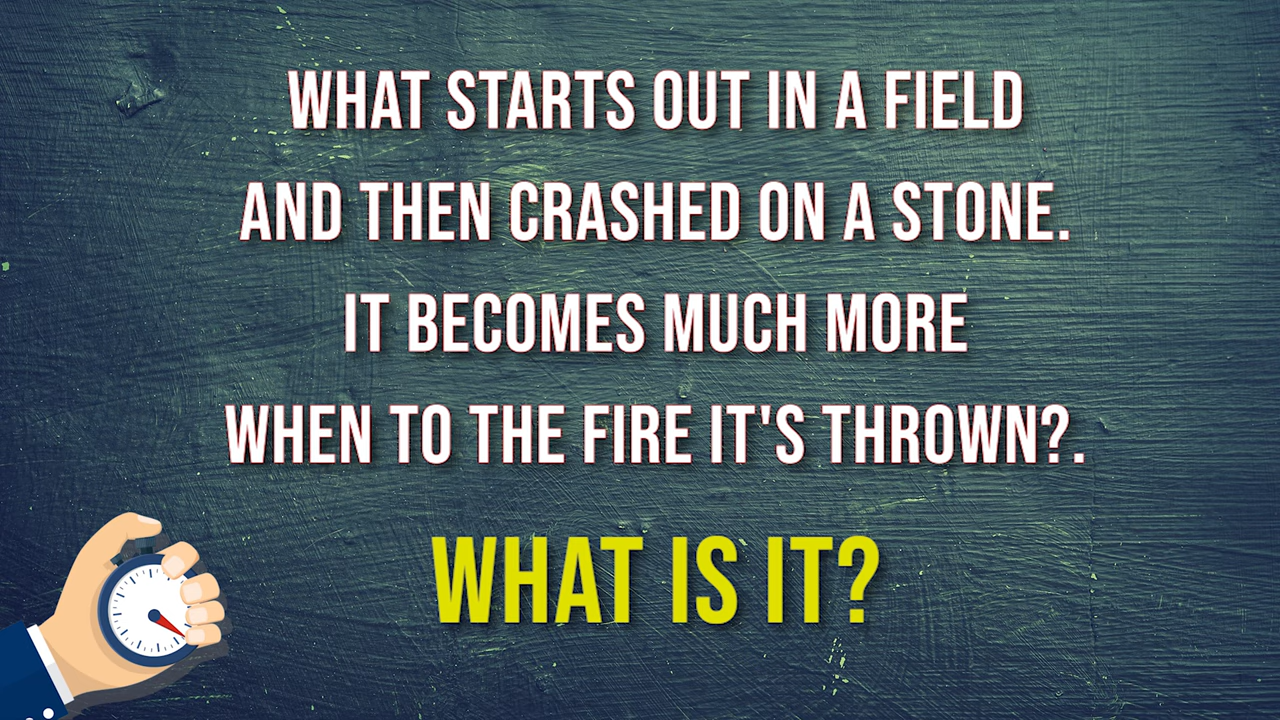 WHAT STARTS OUT IN A FIELD
AND THEN CRASHED ON A STONE.
IT BECOMES MUCH MORE
WHEN TO THE FIRE IT'S THROWN?.
WHAT IS IT?